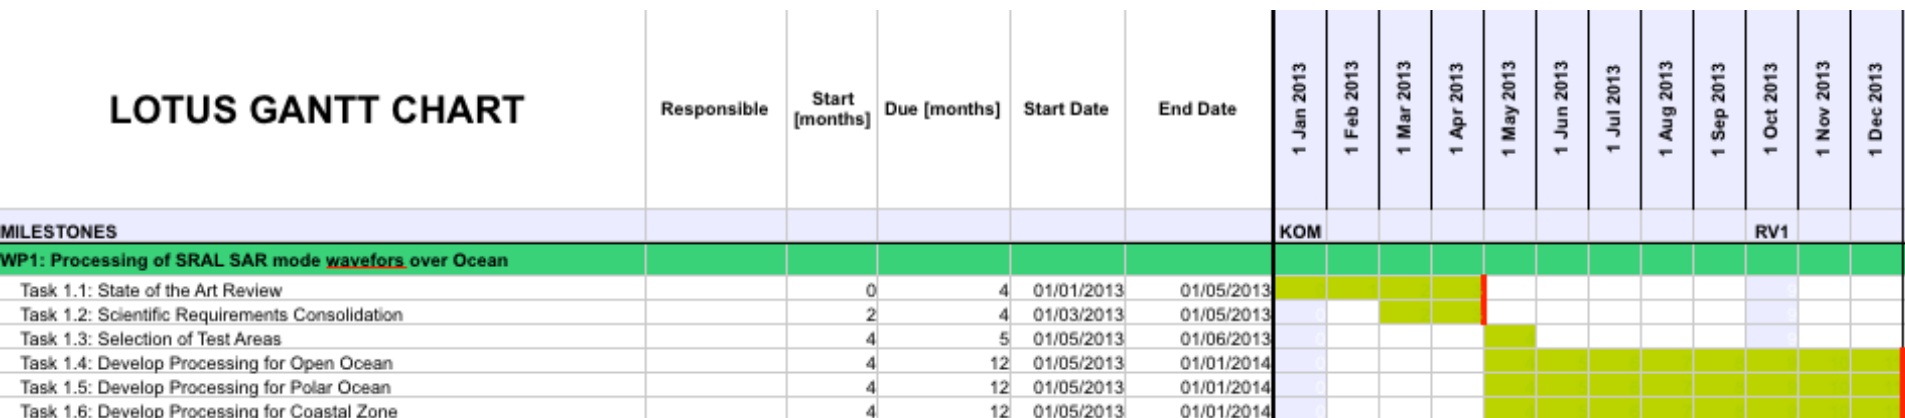 LOTUS GANTT CHART Responsible Start [months] Due [months] Start Date End Date 1 Jan 2013 1 Feb 2013 1 Mar 2013 1 Apr 2013 1 May 2013 1 Jun 2013 1 Jul 2013 1 Aug 2013 1 Sep 2013 1 Oct 2013 1 Nov 2013 1 Dec 2013
MILESTONES KOM RV1
WP1: Processing of SRAL SAR mode wavefors over Ocean
Task 1.1: State of the Art Review 0 4 01/01/2013 01/05/2013
Task 1.2: Scientific Requirements Consolidation 2 4 01/03/2013 01/05/2013
Task 1.3: Selection of Test Areas 4 5 01/05/2013 01/06/2013
Task 1.4: Develop Processing for Open Ocean 4 12 01/05/2013 01/01/2014
Task 1.5: Develop Processing for Polar Ocean 4 12 01/05/2013 01/01/2014
Task 1.6: Develop Processing for Coastal Zone 4 12 01/05/2013 01/01/2014